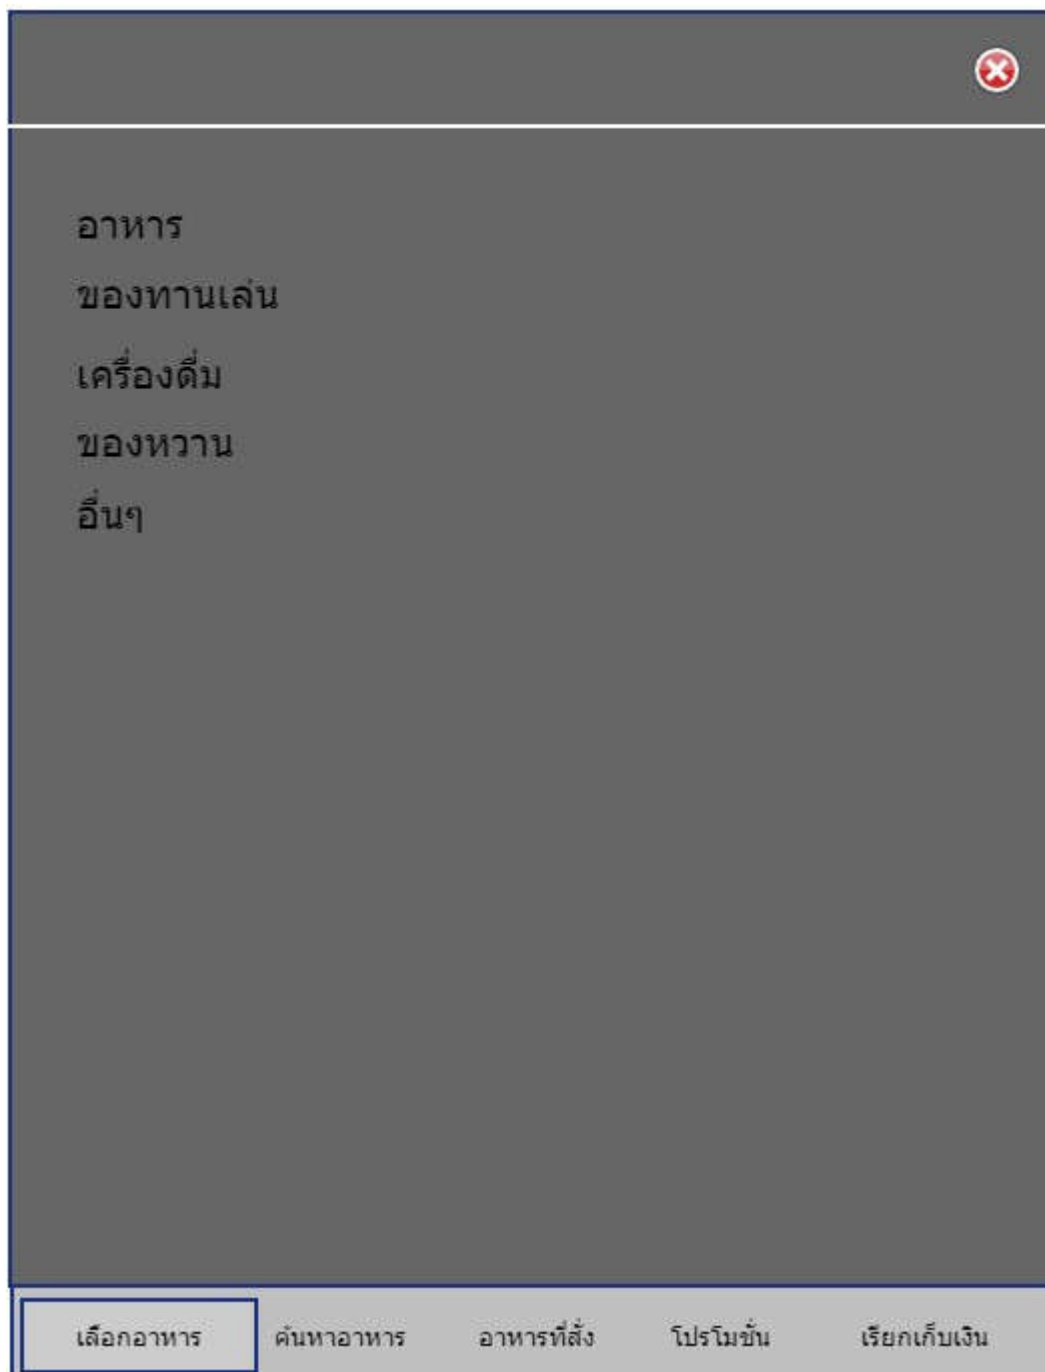 อาหาร
ของทานเล่น
เครื่องดื่ม
ของหวาน
อื่นๆ
เลือกอาหาร ค้นหาอาหาร อาหารที่สั่ง โปรโมชั่น เรียกเก็บเงิน